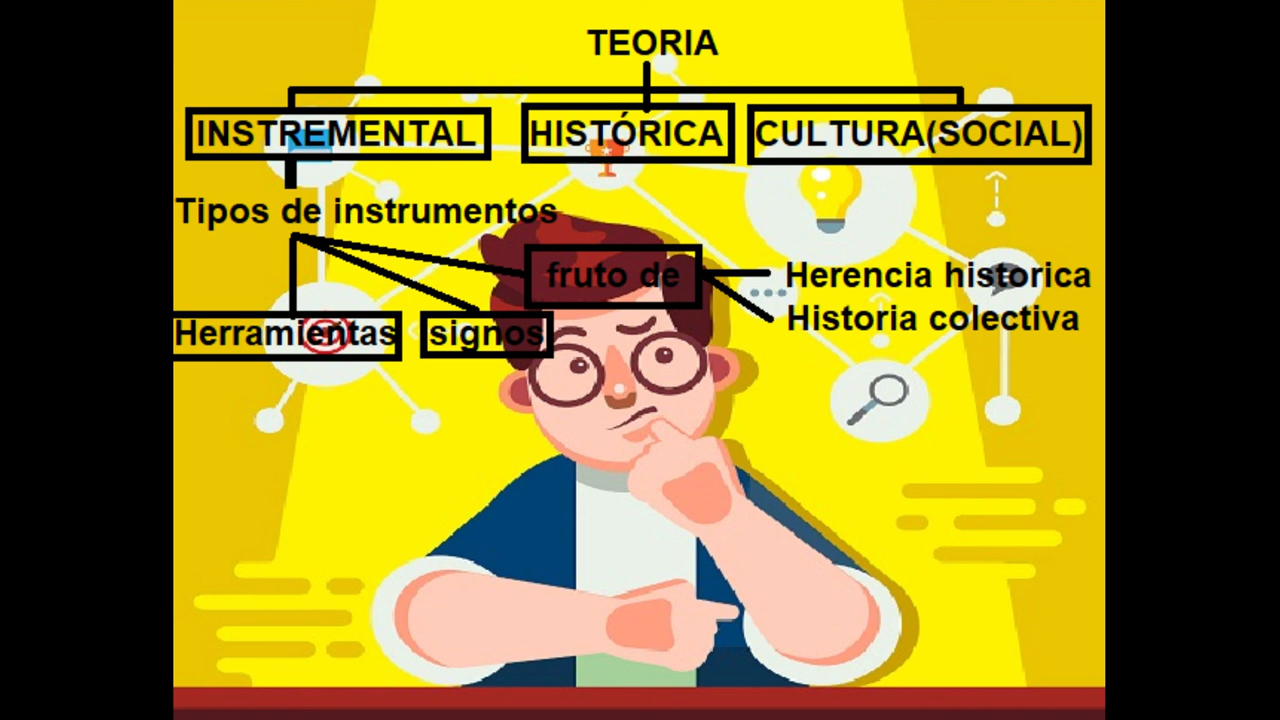 TEORIA
INSTREMENTAL HISTÓRICA CULTURA(SOCIAL)
Tipos de instrumentos
fruto de Herencia historica
Historia colectiva
Herramientas signos